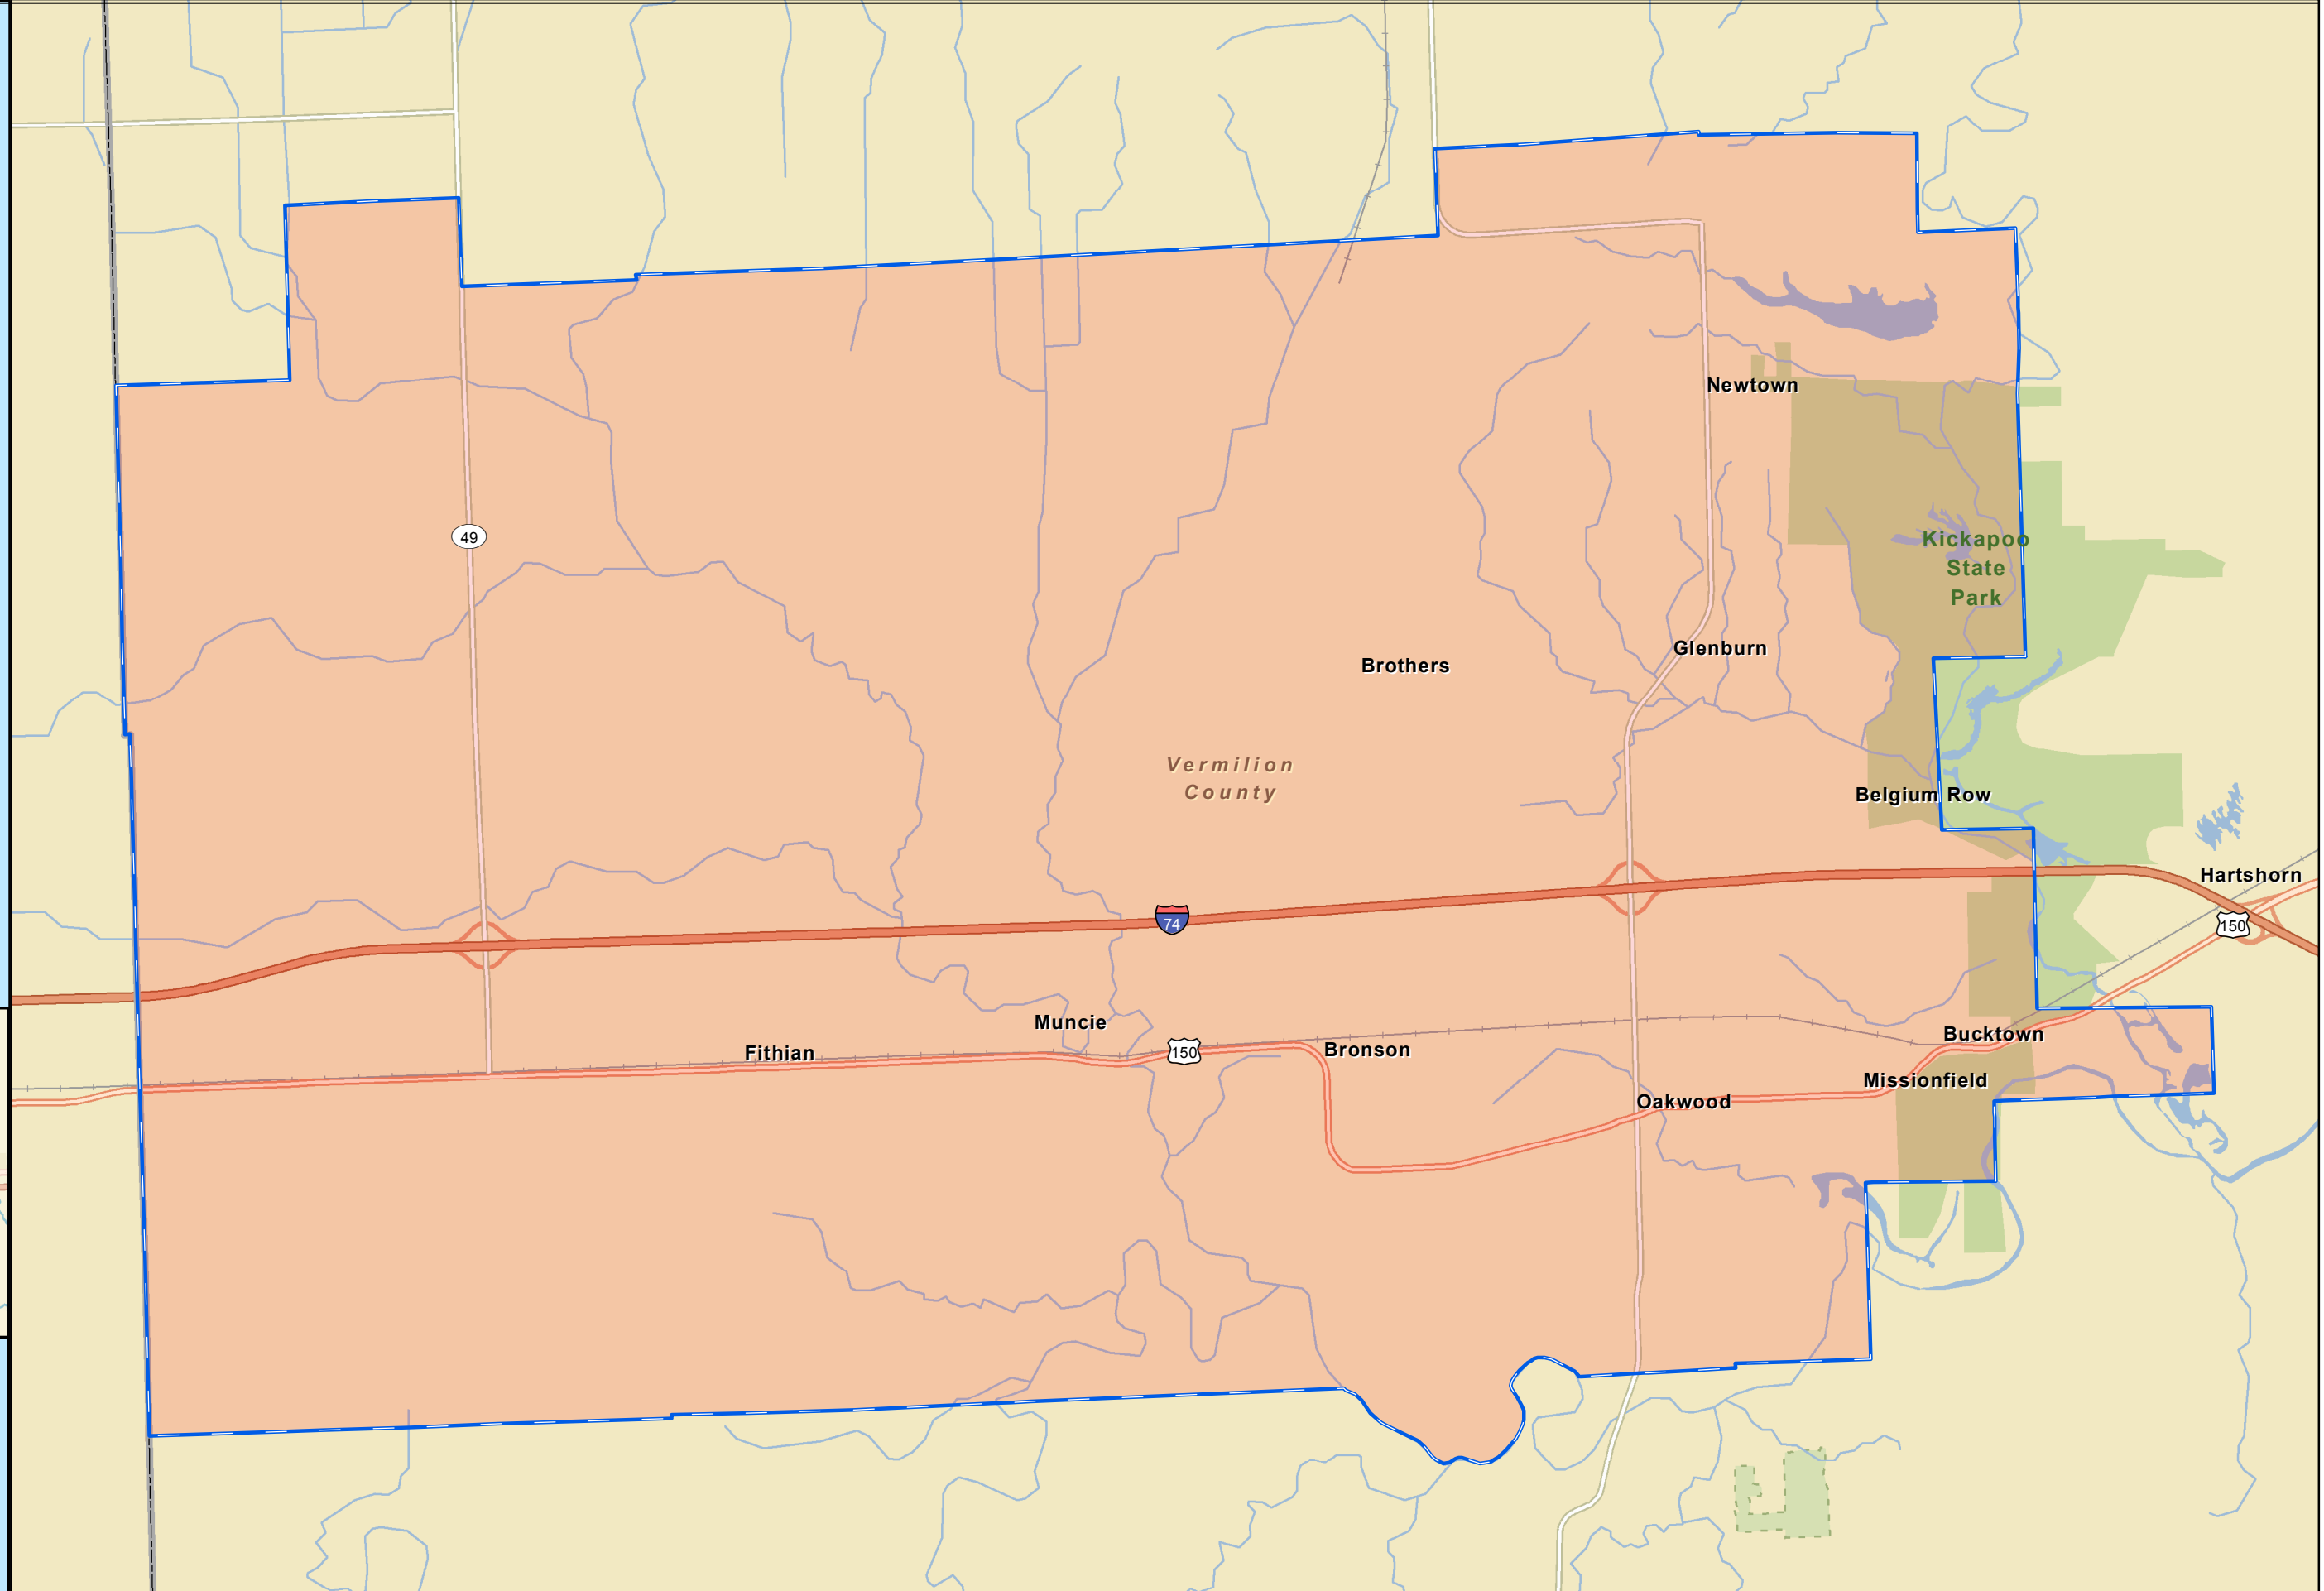 Newtown
49
Kickapoo
State
Park
Glenburn
Brothers
Vermilion
County
Belgium Row
Hartshorn
74
150
Muncie
Bucktown
Fithian
150
Bronson
Missionfield
Oakwood